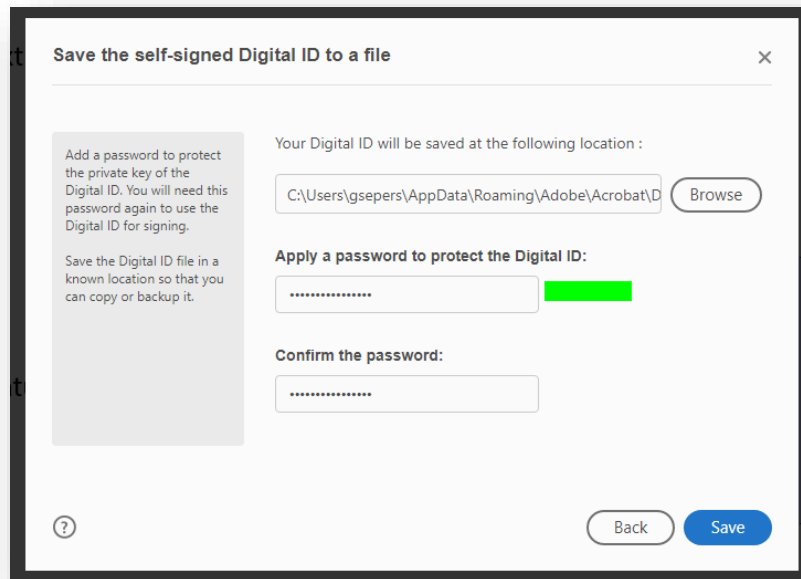 Save the self-signed Digital ID to a file
Add a password to protect
the private key of the
Digital ID. You will need this
password again to use the
Digital ID for signing.
Save the Digital ID file in a
known location so that you
can copy or backup it.
Your Digital ID will be saved at the following location :
C:\Users\gsepers\AppData\Roaming\Adobe\Acrobat\D
Browse
Apply a password to protect the Digital ID:
••••••••••••••••
Confirm the password:
••••••••••••••••
?
Back
Save